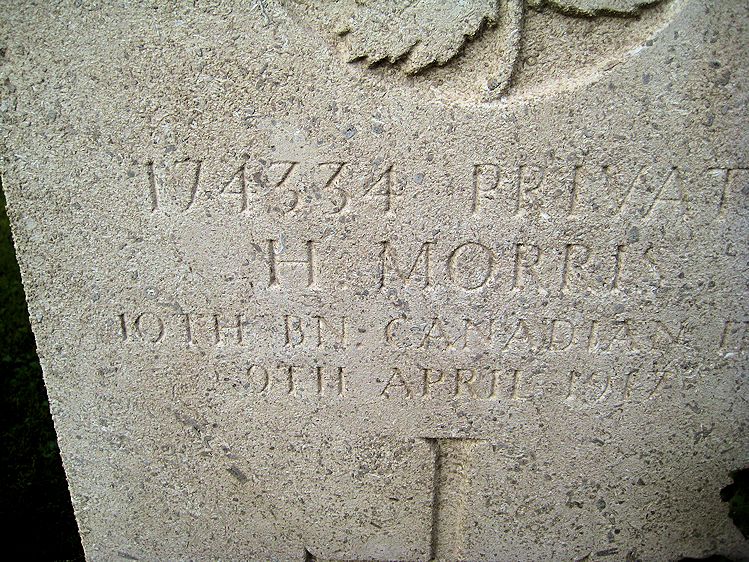 174334 PRIVAT
H. MORRIS
10TH BN. CANADIAN I
9TH APRIL 1917